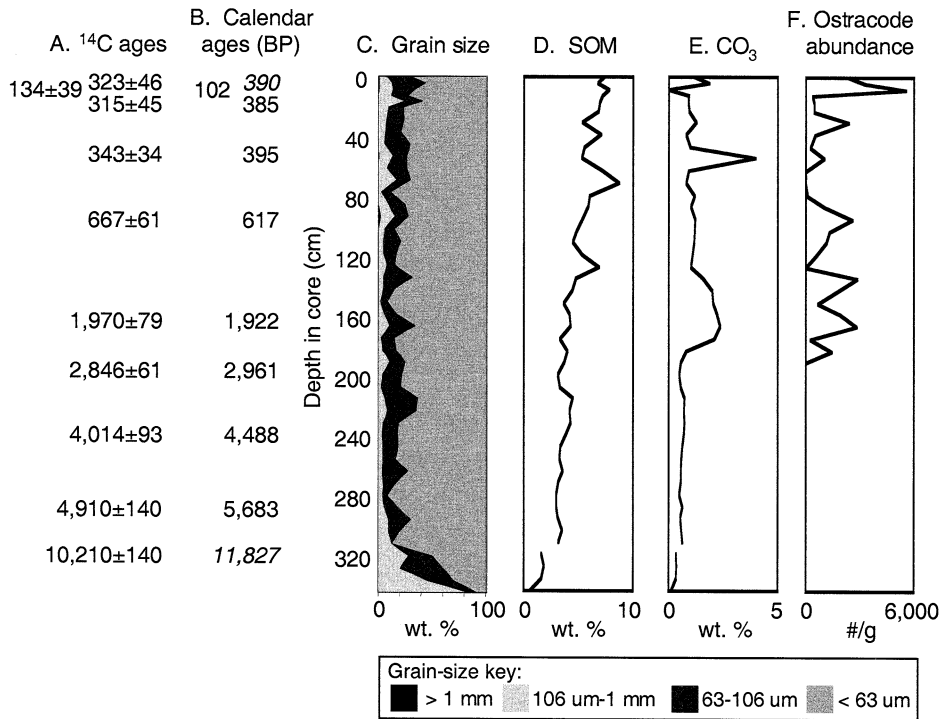 A. ¹⁴C ages
B. Calendar
ages (BP)
C. Grain size
D. SOM
E. CO₃
F. Ostracode
abundance
134±39 323±46 102 390
315±45 385
343±34 395
667±61 617
1,970±79 1,922
2,846±61 2,961
4,014±93 4,488
4,910±140 5,683
10,210±140 11,827
Depth in core (cm)
0
40
80
120
160
200
240
280
320
0 100
wt. %
0 10
wt. %
0 5
wt. %
0 6,000
#/g
Grain-size key:
> 1 mm 106 um-1 mm 63-106 um < 63 um